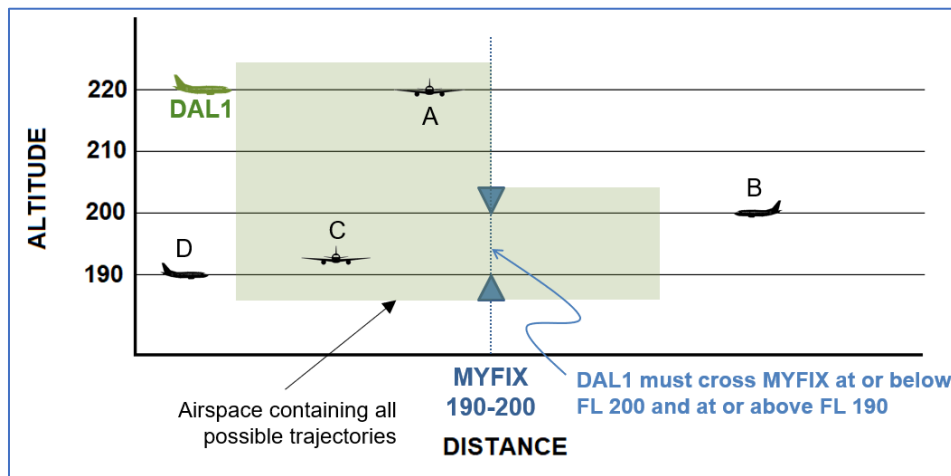 ALTITUDE
220
210
200
190
DAL1
A
B
C
D
MYFIX
190-200
DAL1 must cross MYFIX at or below
FL 200 and at or above FL 190
Airspace containing all
possible trajectories
DISTANCE